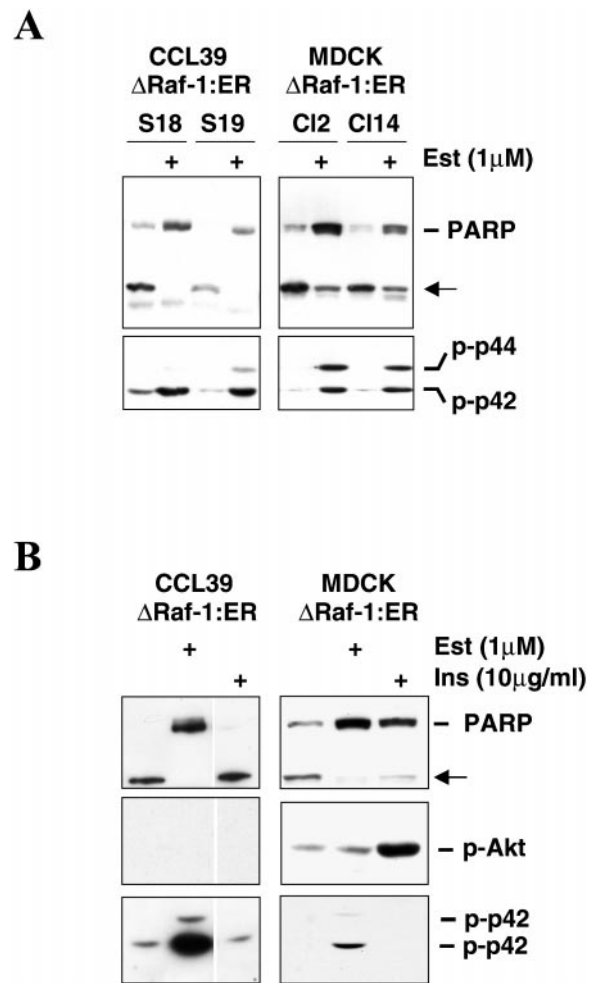 A
CCL39 MDCK
ΔRaf-1:ER ΔRaf-1:ER
S18 S19 Cl2 Cl14
+ + + + Est (1μM)
– PARP
p-p44
p-p42
B
CCL39 MDCK
ΔRaf-1:ER ΔRaf-1:ER
+ + Est (1μM)
+ + Ins (10μg/ml)
– PARP
– p-Akt
– p-p42
– p-p42